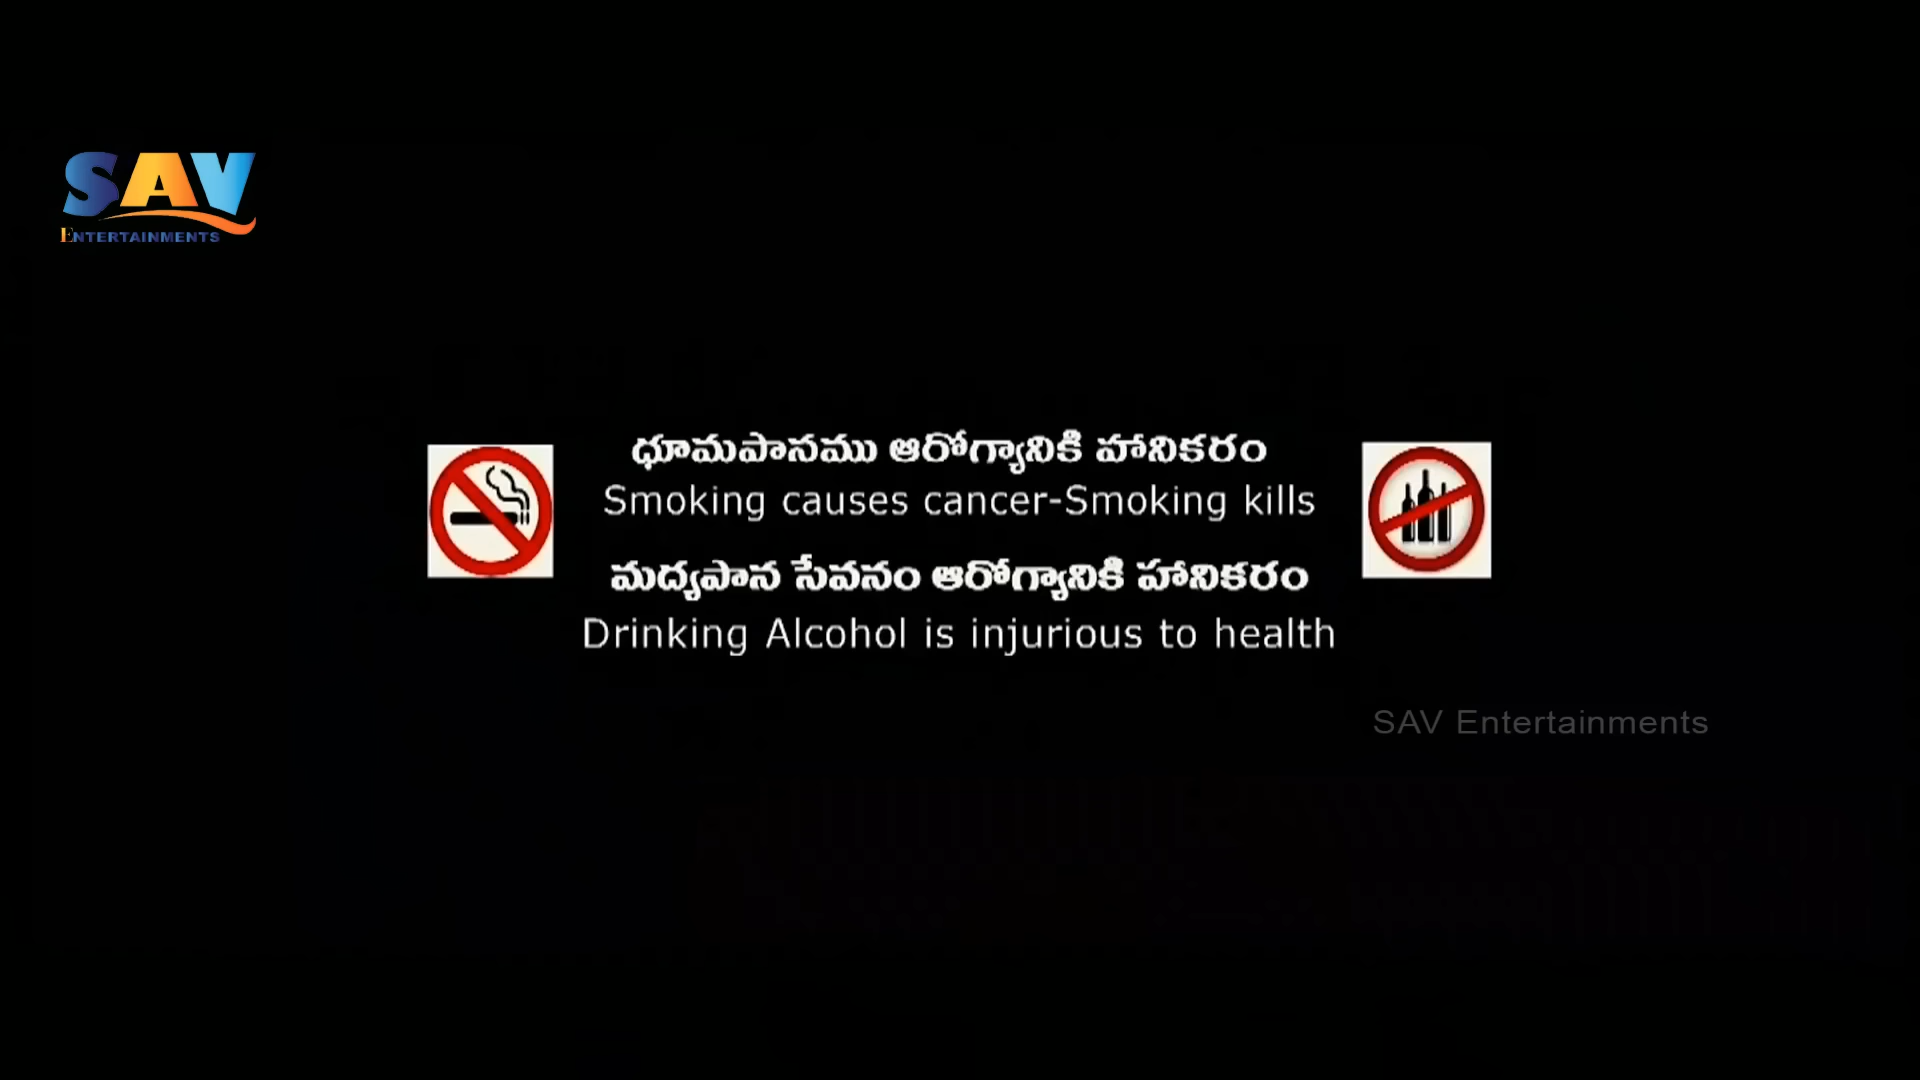 SAV
ENTERTAINMENTS
ధూమపానము ఆరోగ్యానికి హానికరం
Smoking causes cancer-Smoking kills
మద్యపాన సేవనం ఆరోగ్యానికి హానికరం
Drinking Alcohol is injurious to health
SAV Entertainments